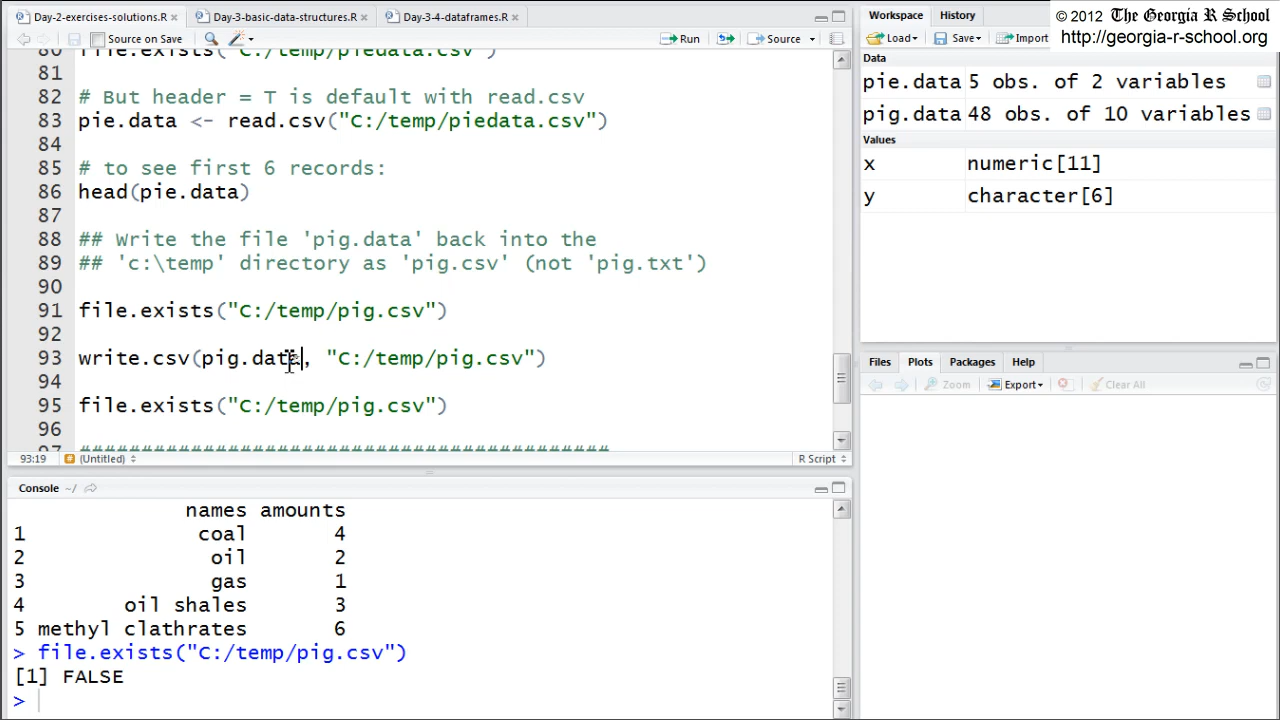 Day-2-exercises-solutions.R
Day-3-basic-data-structures.R
Day-3-4-dataframes.R
Source on Save
Run
Source
80 file.exists("C:/temp/piedata.csv")
81
82 # But header = T is default with read.csv
83 pie.data <- read.csv("C:/temp/piedata.csv")
84
85 # to see first 6 records:
86 head(pie.data)
87
88 ## Write the file 'pig.data' back into the
89 ## 'c:\temp' directory as 'pig.csv' (not 'pig.txt')
90
91 file.exists("C:/temp/pig.csv")
92
93 write.csv(pig.data, "C:/temp/pig.csv")
94
95 file.exists("C:/temp/pig.csv")
96
97 ###########################################
93:19 # (Untitled) R Script
Console ~/
names amounts
1 coal 4
2 oil 2
3 gas 1
4 oil shales 3
5 methyl clathrates 6
> file.exists("C:/temp/pig.csv")
[1] FALSE
>
Workspace History
© 2012 The Georgia R School
http://georgia-r-school.org
Load Save Import
Data
pie.data 5 obs. of 2 variables
pig.data 48 obs. of 10 variables
Values
x numeric[11]
y character[6]
Files Plots Packages Help
Zoom Export Clear All